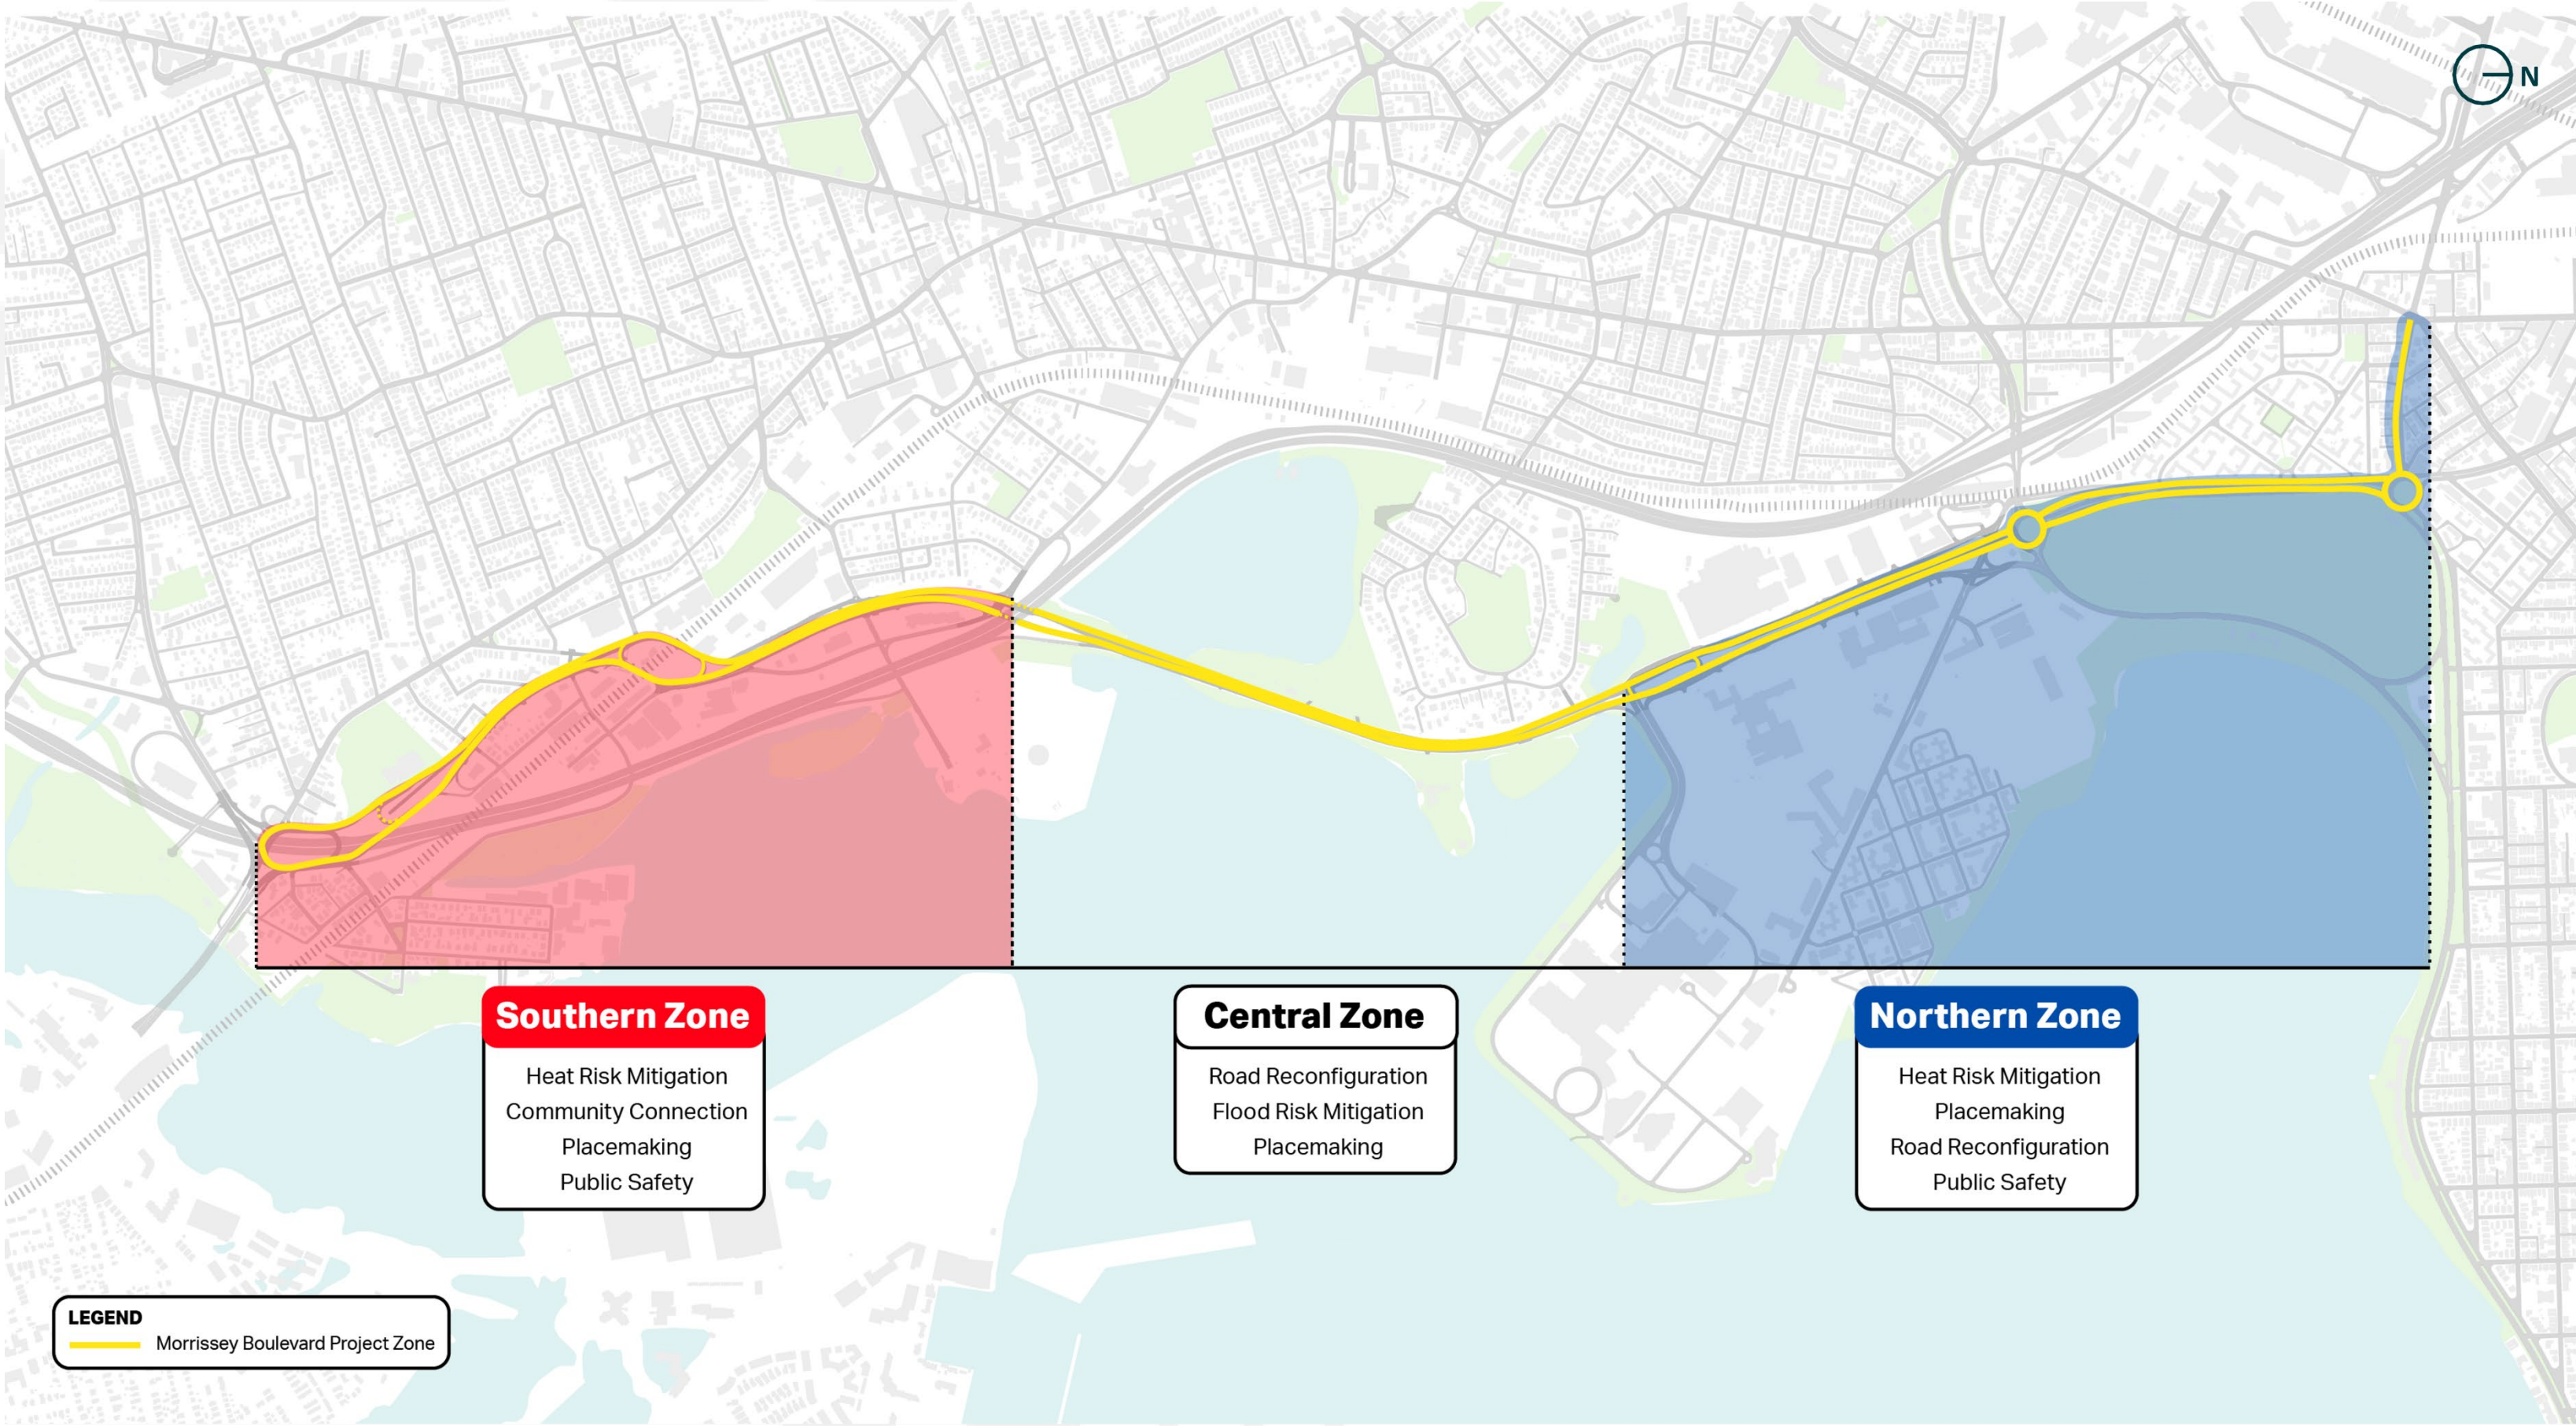 N
Southern Zone
Heat Risk Mitigation
Community Connection
Placemaking
Public Safety
Central Zone
Road Reconfiguration
Flood Risk Mitigation
Placemaking
Northern Zone
Heat Risk Mitigation
Placemaking
Road Reconfiguration
Public Safety
LEGEND
Morrissey Boulevard Project Zone